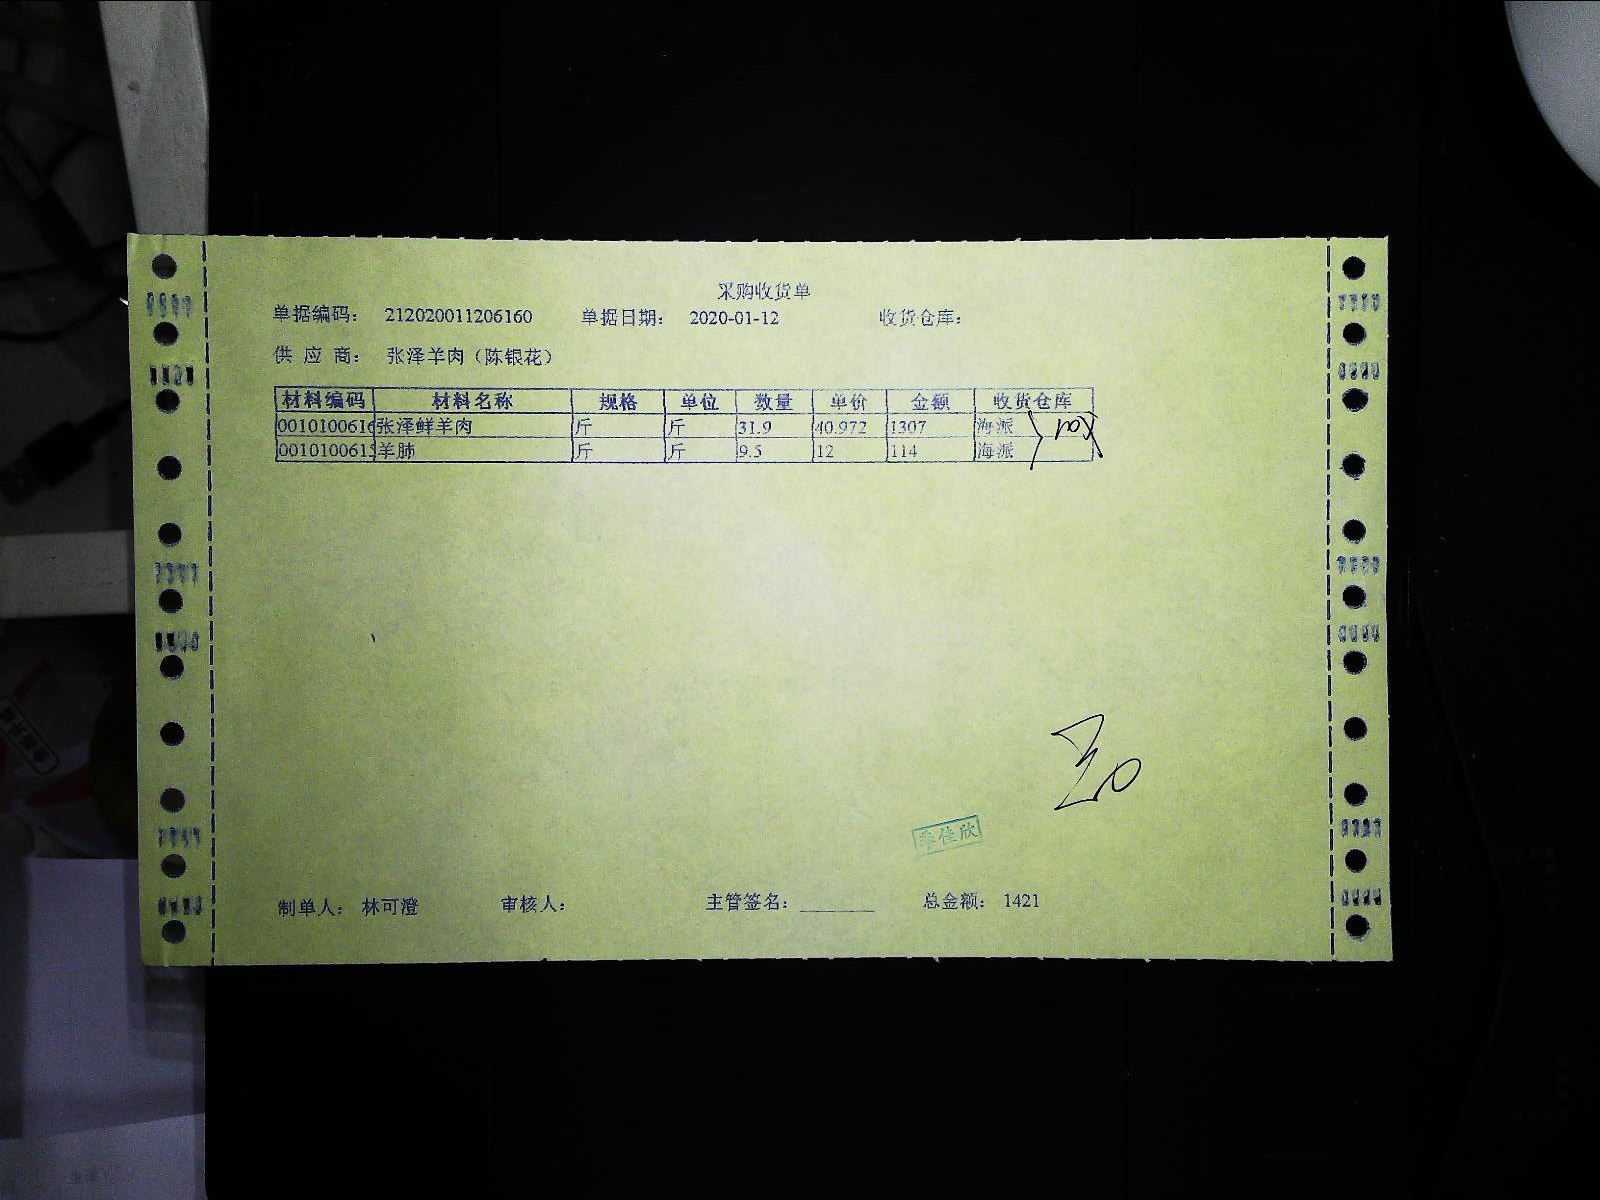 采购收货单
单据编码： 212020011206160 单据日期： 2020-01-12 收货仓库：
供 应 商： 张泽羊肉（陈银花）
材料编码 材料名称 规格 单位 数量 单价 金额 收货仓库
0010100616 张泽鲜羊肉 斤 斤 31.9 40.972 1307 海派
001010061 羊肺 斤 斤 9.5 12 114 海派
李佳欣
制单人： 林可澄 审核人： 主管签名： 总金额： 1421